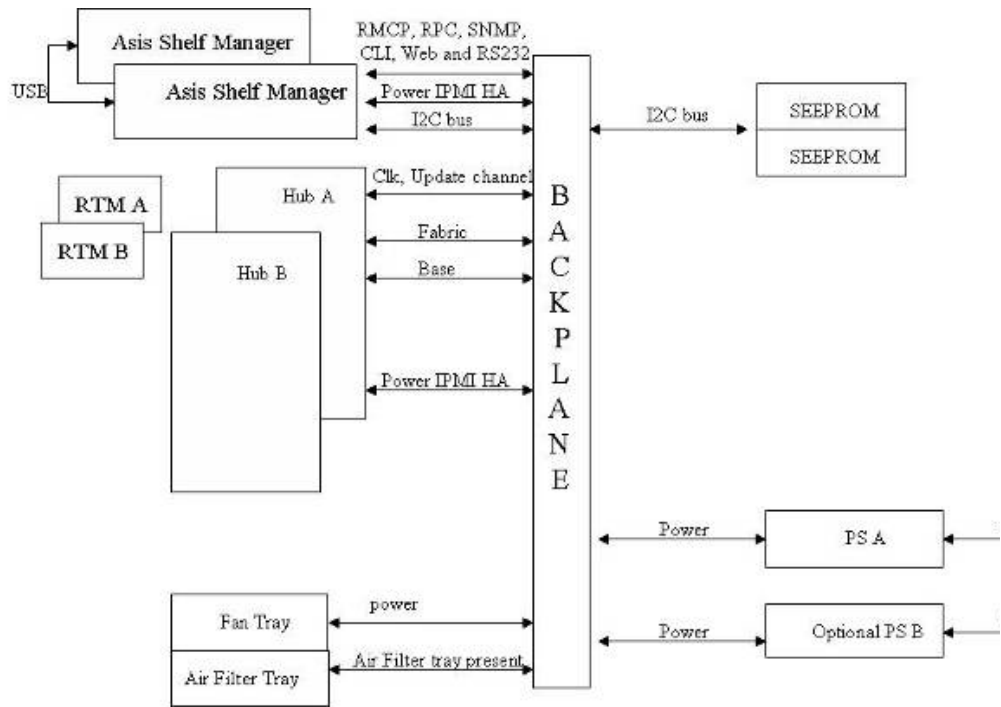 Asis Shelf Manager
Asis Shelf Manager
USB
RMCP, RPC, SNMP,
CLI, Web and RS232
Power IPMI HA
I2C bus
I2C bus
SEEPROM
SEEPROM
RTM A
RTM B
Hub A
Hub B
Clk, Update channel
Fabric
Base
Power IPMI HA
BACKPLANE
Power
PS A
Power
Optional PS B
Fan Tray
power
Air Filter Tray
Air Filter tray present